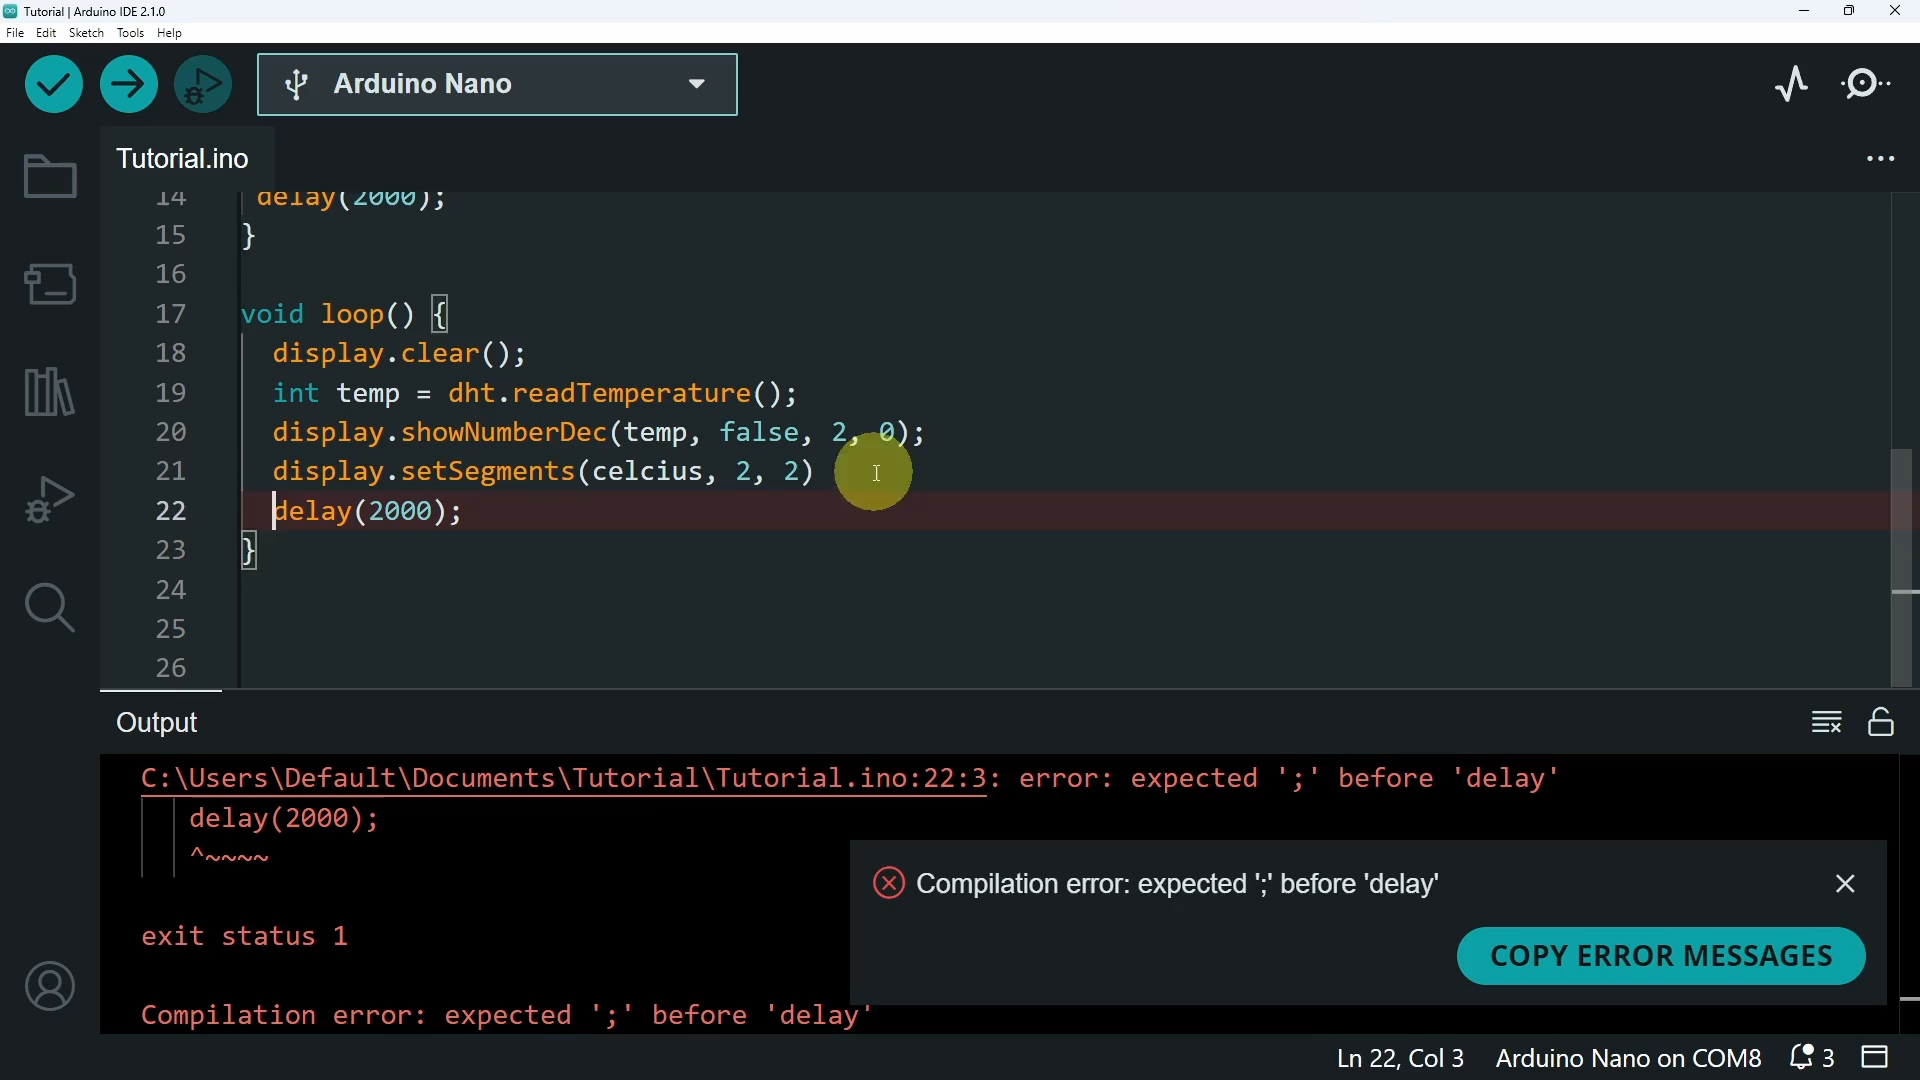 Tutorial | Arduino IDE 2.1.0
File Edit Sketch Tools Help
Arduino Nano
Tutorial.ino
14 delay(2000);
15 }
16
17 void loop() {
18 display.clear();
19 int temp = dht.readTemperature();
20 display.showNumberDec(temp, false, 2, 0);
21 display.setSegments(celcius, 2, 2)
22 delay(2000);
23 }
24
25
26
Output
C:\Users\Default\Documents\Tutorial\Tutorial.ino:22:3: error: expected ';' before 'delay'
delay(2000);
^~~~~
exit status 1
Compilation error: expected ';' before 'delay'
Compilation error: expected ';' before 'delay'
COPY ERROR MESSAGES
Ln 22, Col 3 Arduino Nano on COM8 3